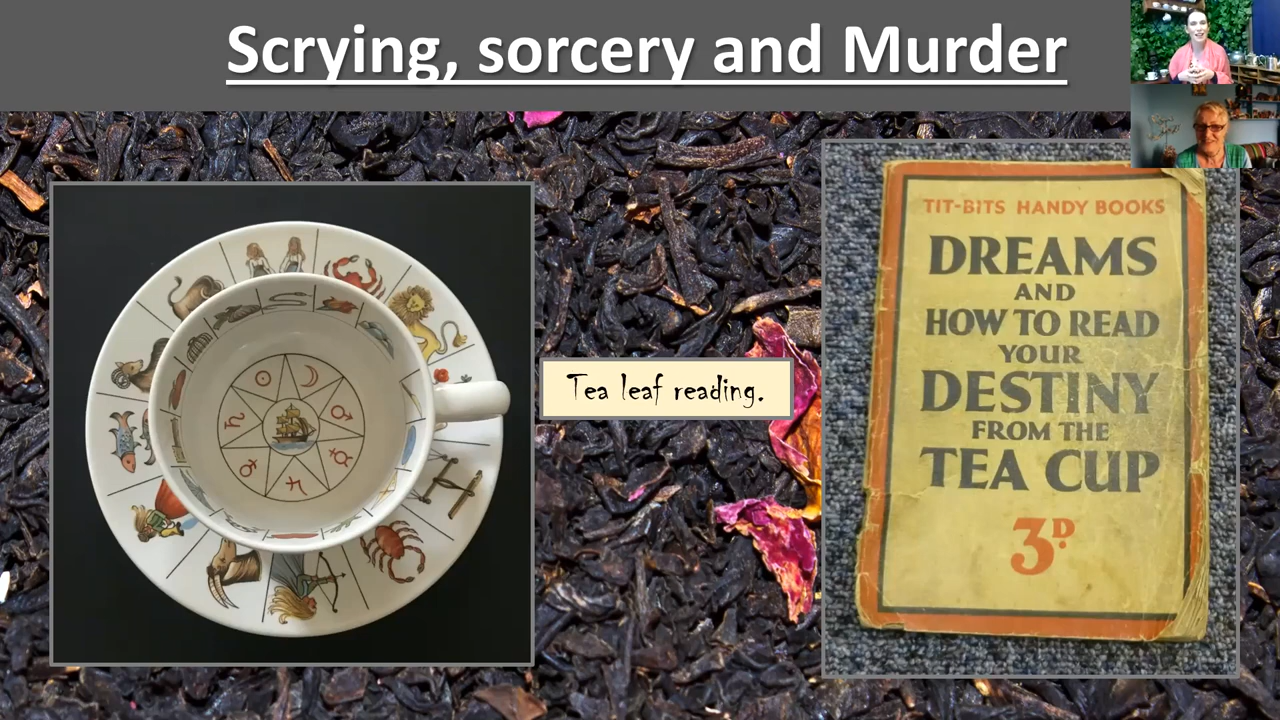 Scrying, sorcery and Murder
Tea leaf reading.
TIT-BITS HANDY BOOKS
DREAMS
AND
HOW TO READ
YOUR
DESTINY
FROM THE
TEA CUP
3D.